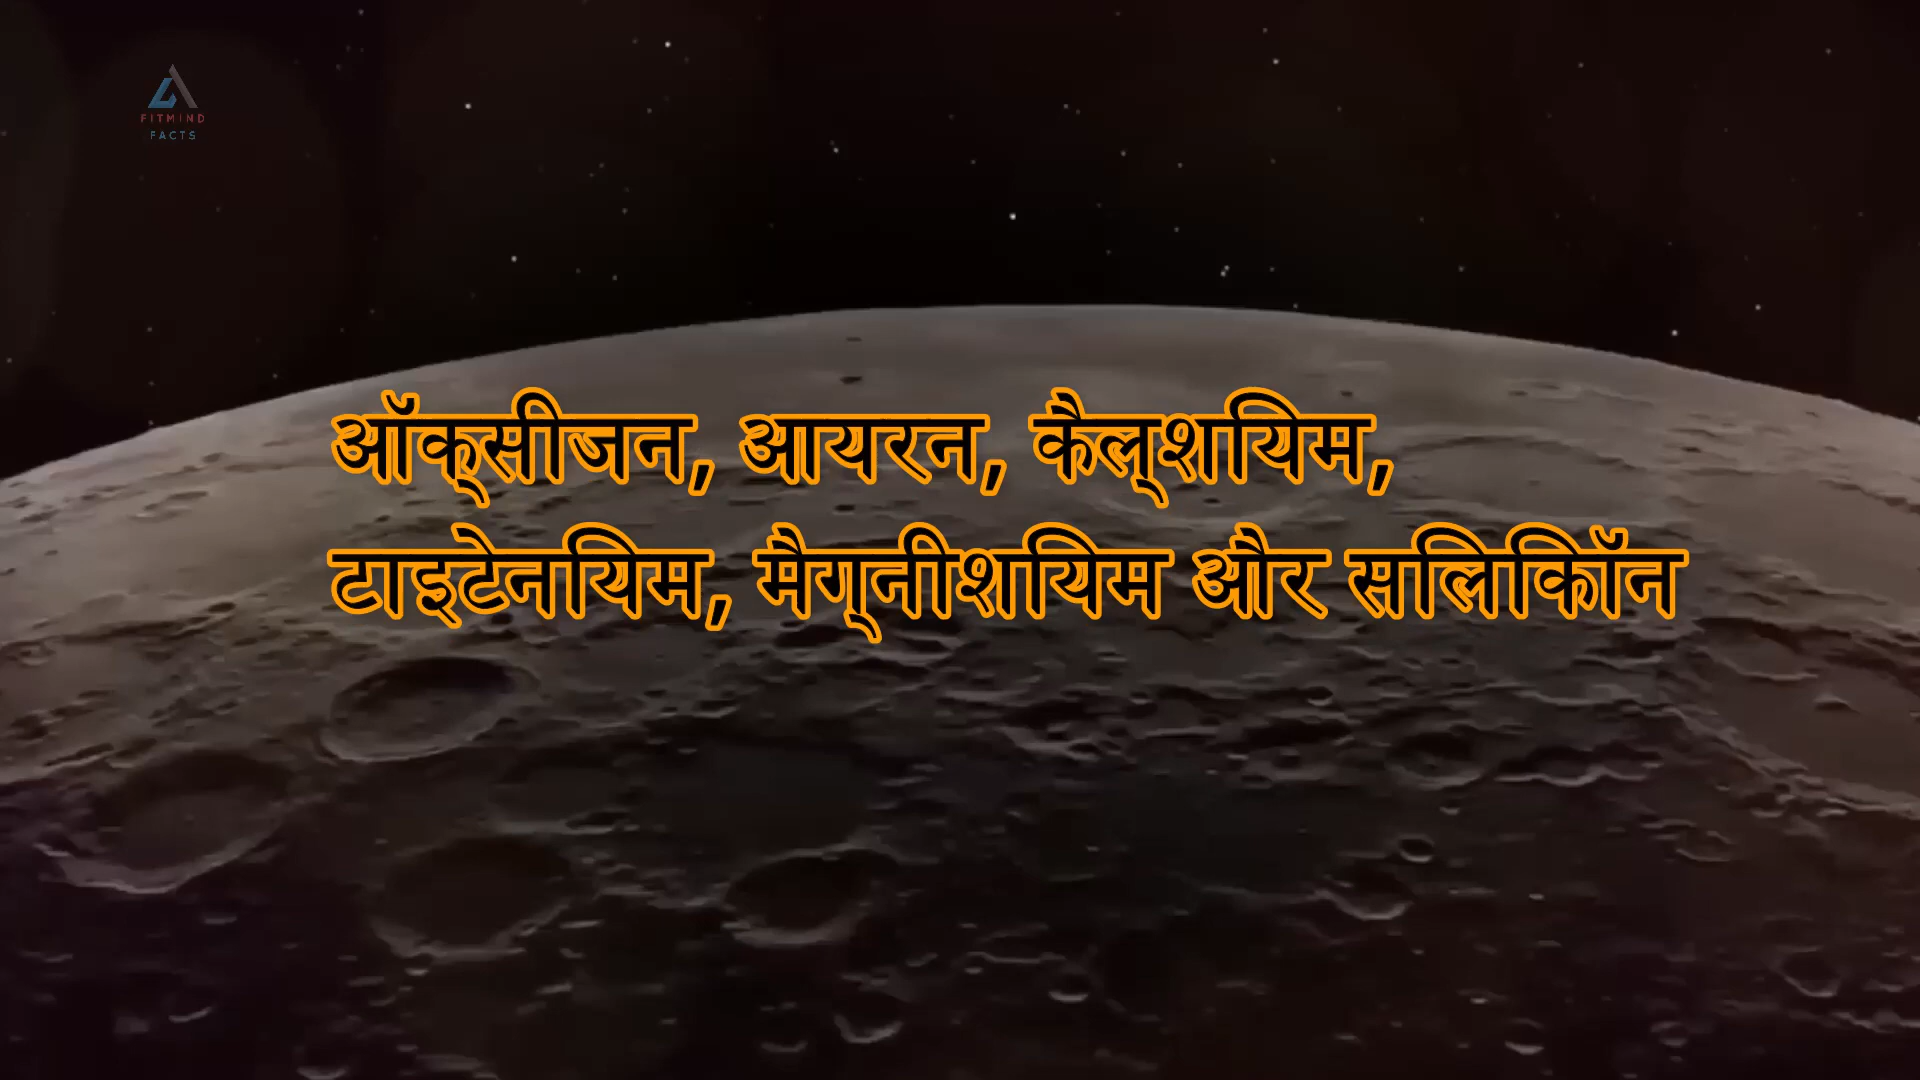 FITMIND
FACTS
ऑक्सीजन, आयरन, कैल्शयिम,
टाइटेनयिम, मैग्नीशयिम और सलिकिॉन